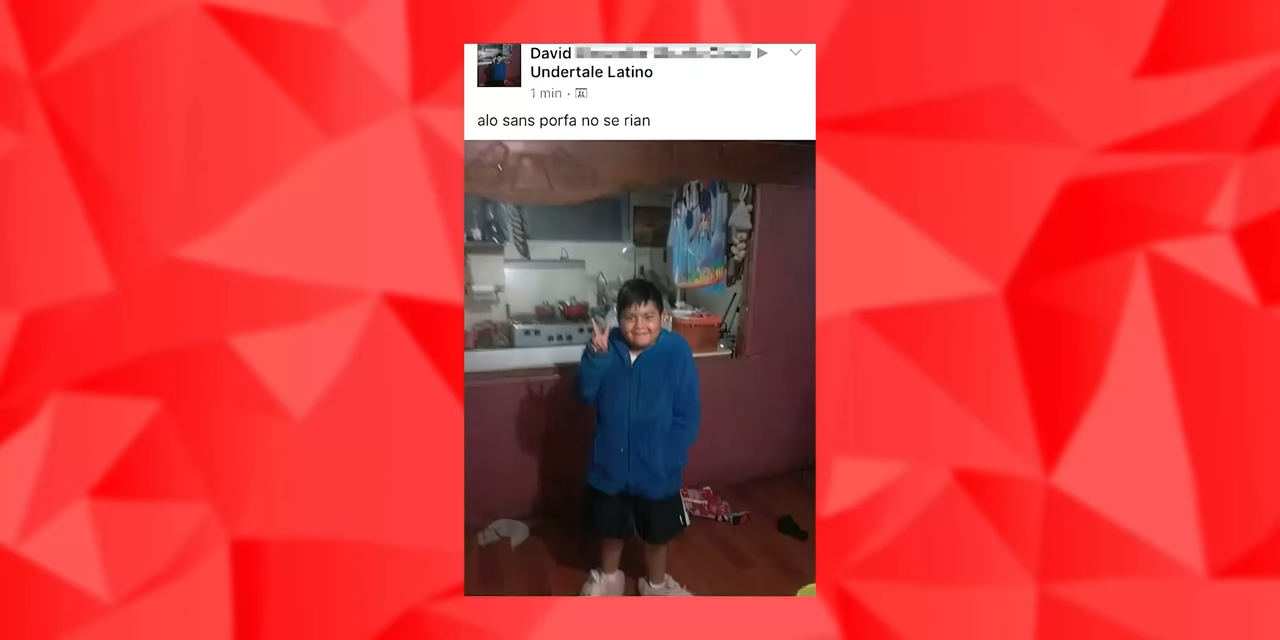 David
Undertale Latino
1 min ·
alo sans porfa no se rian